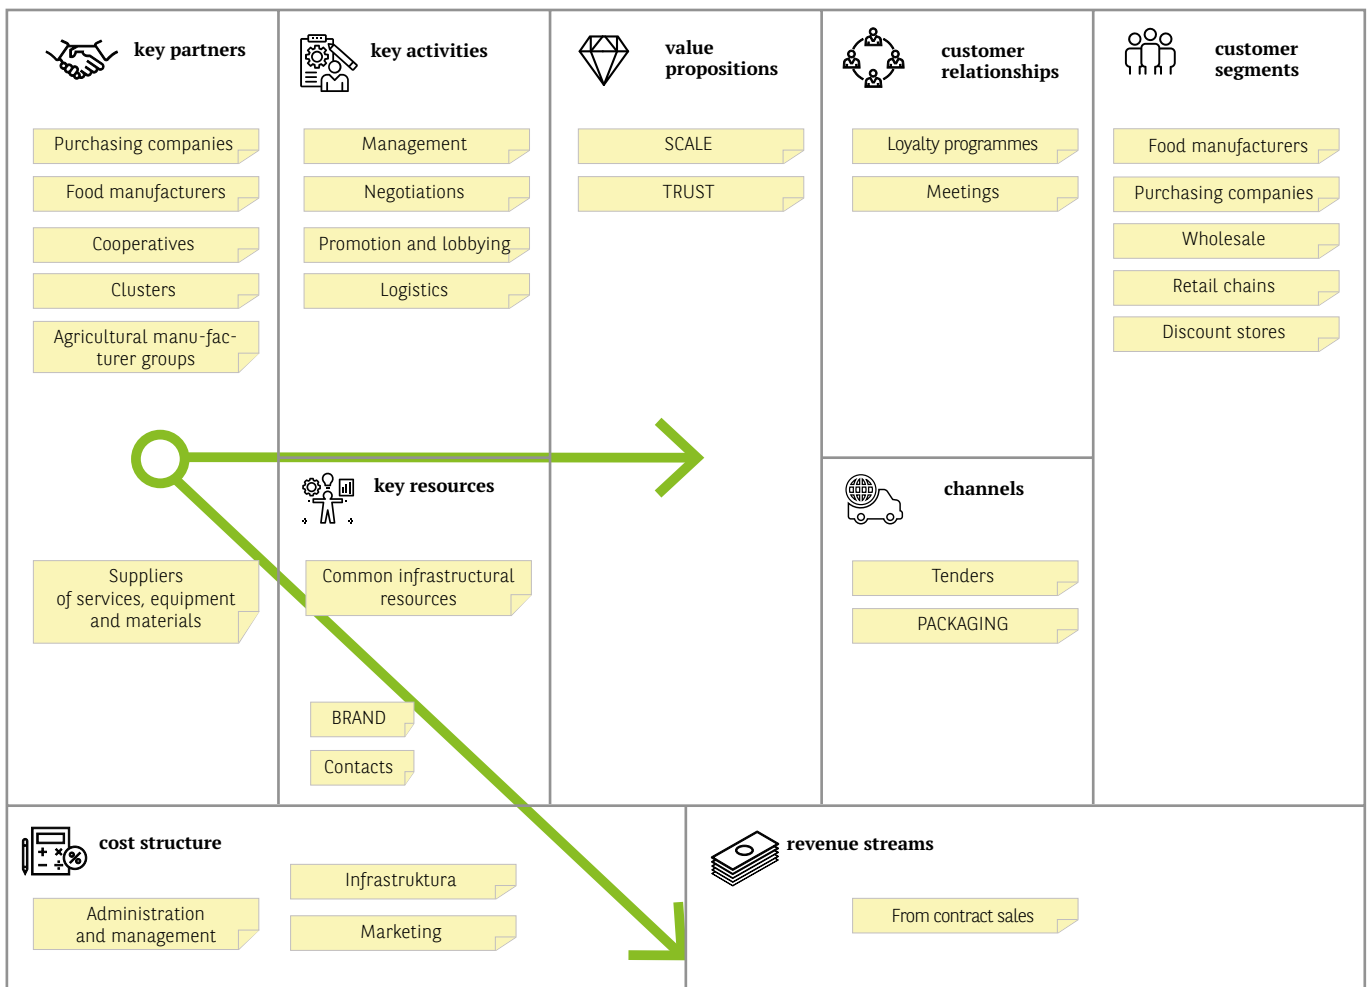 key partners
Purchasing companies
Food manufacturers
Cooperatives
Clusters
Agricultural manu-fac-
turer groups
Suppliers
of services, equipment
and materials
key activities
Management
Negotiations
Promotion and lobbying
Logistics
key resources
Common infrastructural
resources
BRAND
Contacts
value
propositions
SCALE
TRUST
customer
relationships
Loyalty programmes
Meetings
channels
Tenders
PACKAGING
customer
segments
Food manufacturers
Purchasing companies
Wholesale
Retail chains
Discount stores
cost structure
Administration
and management
Infrastruktura
Marketing
revenue streams
From contract sales